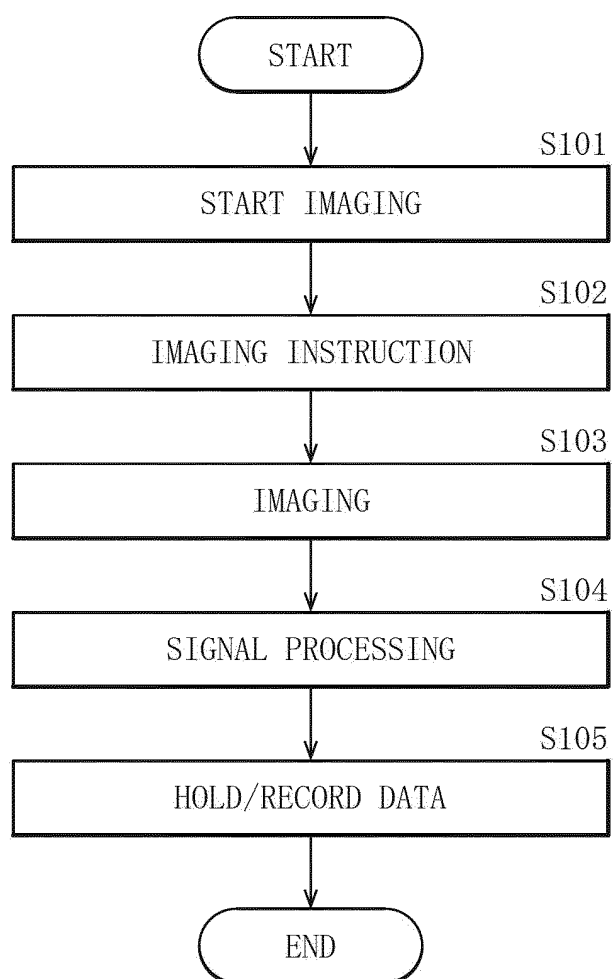 START
S101
START IMAGING
S102
IMAGING INSTRUCTION
S103
IMAGING
S104
SIGNAL PROCESSING
S105
HOLD/RECORD DATA
END